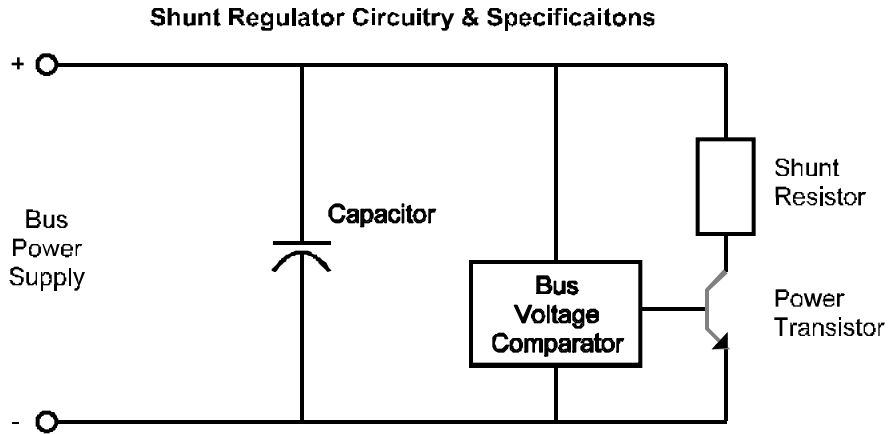 Shunt Regulator Circuitry & Specificaitons
+
Capacitor
Shunt
Resistor
Bus
Power
Supply
Bus
Voltage
Comparator
Power
Transistor
-